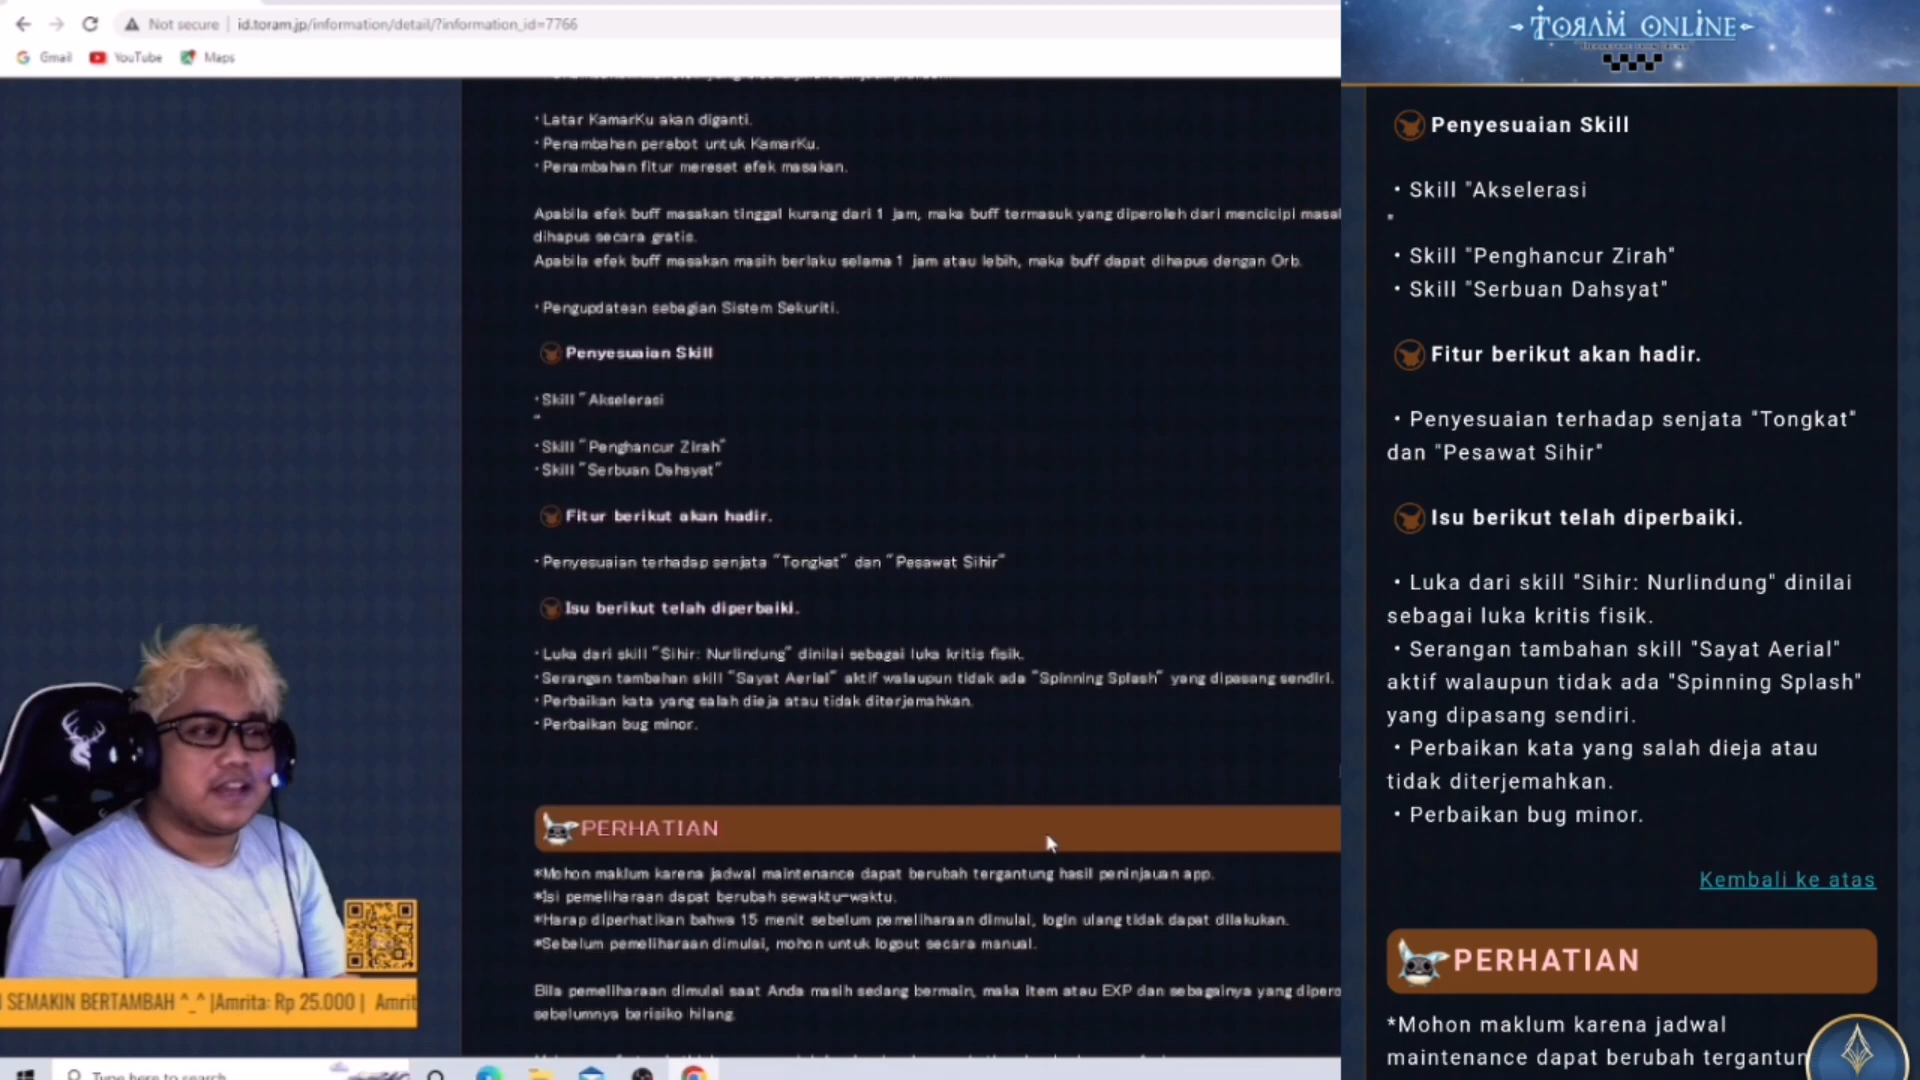 Not secure | id.toram.jp/information/detail/?information_id=7766
Gmail YouTube Maps
・Latar KamarKu akan diganti.
・Penambahan perabot untuk KamarKu.
・Penambahan fitur mereset efek masakan.
Apabila efek buff masakan tinggal kurang dari 1 jam, maka buff termasuk yang diperoleh dari mencicipi masa
dihapus secara gratis.
Apabila efek buff masakan masih berlaku selama 1 jam atau lebih, maka buff dapat dihapus dengan Orb.
・Pengupdatean sebagian Sistem Sekuriti.
Penyesuaian Skill
・Skill "Akselerasi
"
・Skill "Penghancur Zirah"
・Skill "Serbuan Dahsyat"
Fitur berikut akan hadir.
・Penyesuaian terhadap senjata "Tongkat" dan "Pesawat Sihir"
Isu berikut telah diperbaiki.
・Luka dari skill "Sihir: Nurlindung" dinilai sebagai luka kritis fisik.
・Serangan tambahan skill "Sayat Aerial" aktif walaupun tidak ada "Spinning Splash" yang dipasang sendiri.
・Perbaikan kata yang salah dieja atau tidak diterjemahkan.
・Perbaikan bug minor.
PERHATIAN
*Mohon maklum karena jadwal maintenance dapat berubah tergantung hasil peninjauan app.
*Isi pemeliharaan dapat berubah sewaktu-waktu.
*Harap diperhatikan bahwa 15 menit sebelum pemeliharaan dimulai, login ulang tidak dapat dilakukan.
*Sebelum pemeliharaan dimulai, mohon untuk logout secara manual.
Bila pemeliharaan dimulai saat Anda masih sedang bermain, maka item atau EXP dan sebagainya yang dipero
sebelumnya berisiko hilang.
SEMAKIN BERTAMBAH ^_^ |Amrita: Rp 25.000 | Amrit
Type here to search
TORAM ONLINE
Penyesuaian Skill
・Skill "Akselerasi
"
・Skill "Penghancur Zirah"
・Skill "Serbuan Dahsyat"
Fitur berikut akan hadir.
・Penyesuaian terhadap senjata "Tongkat"
dan "Pesawat Sihir"
Isu berikut telah diperbaiki.
・Luka dari skill "Sihir: Nurlindung" dinilai
sebagai luka kritis fisik.
・Serangan tambahan skill "Sayat Aerial"
aktif walaupun tidak ada "Spinning Splash"
yang dipasang sendiri.
・Perbaikan kata yang salah dieja atau
tidak diterjemahkan.
・Perbaikan bug minor.
Kembali ke atas
PERHATIAN
*Mohon maklum karena jadwal
maintenance dapat berubah tergantun